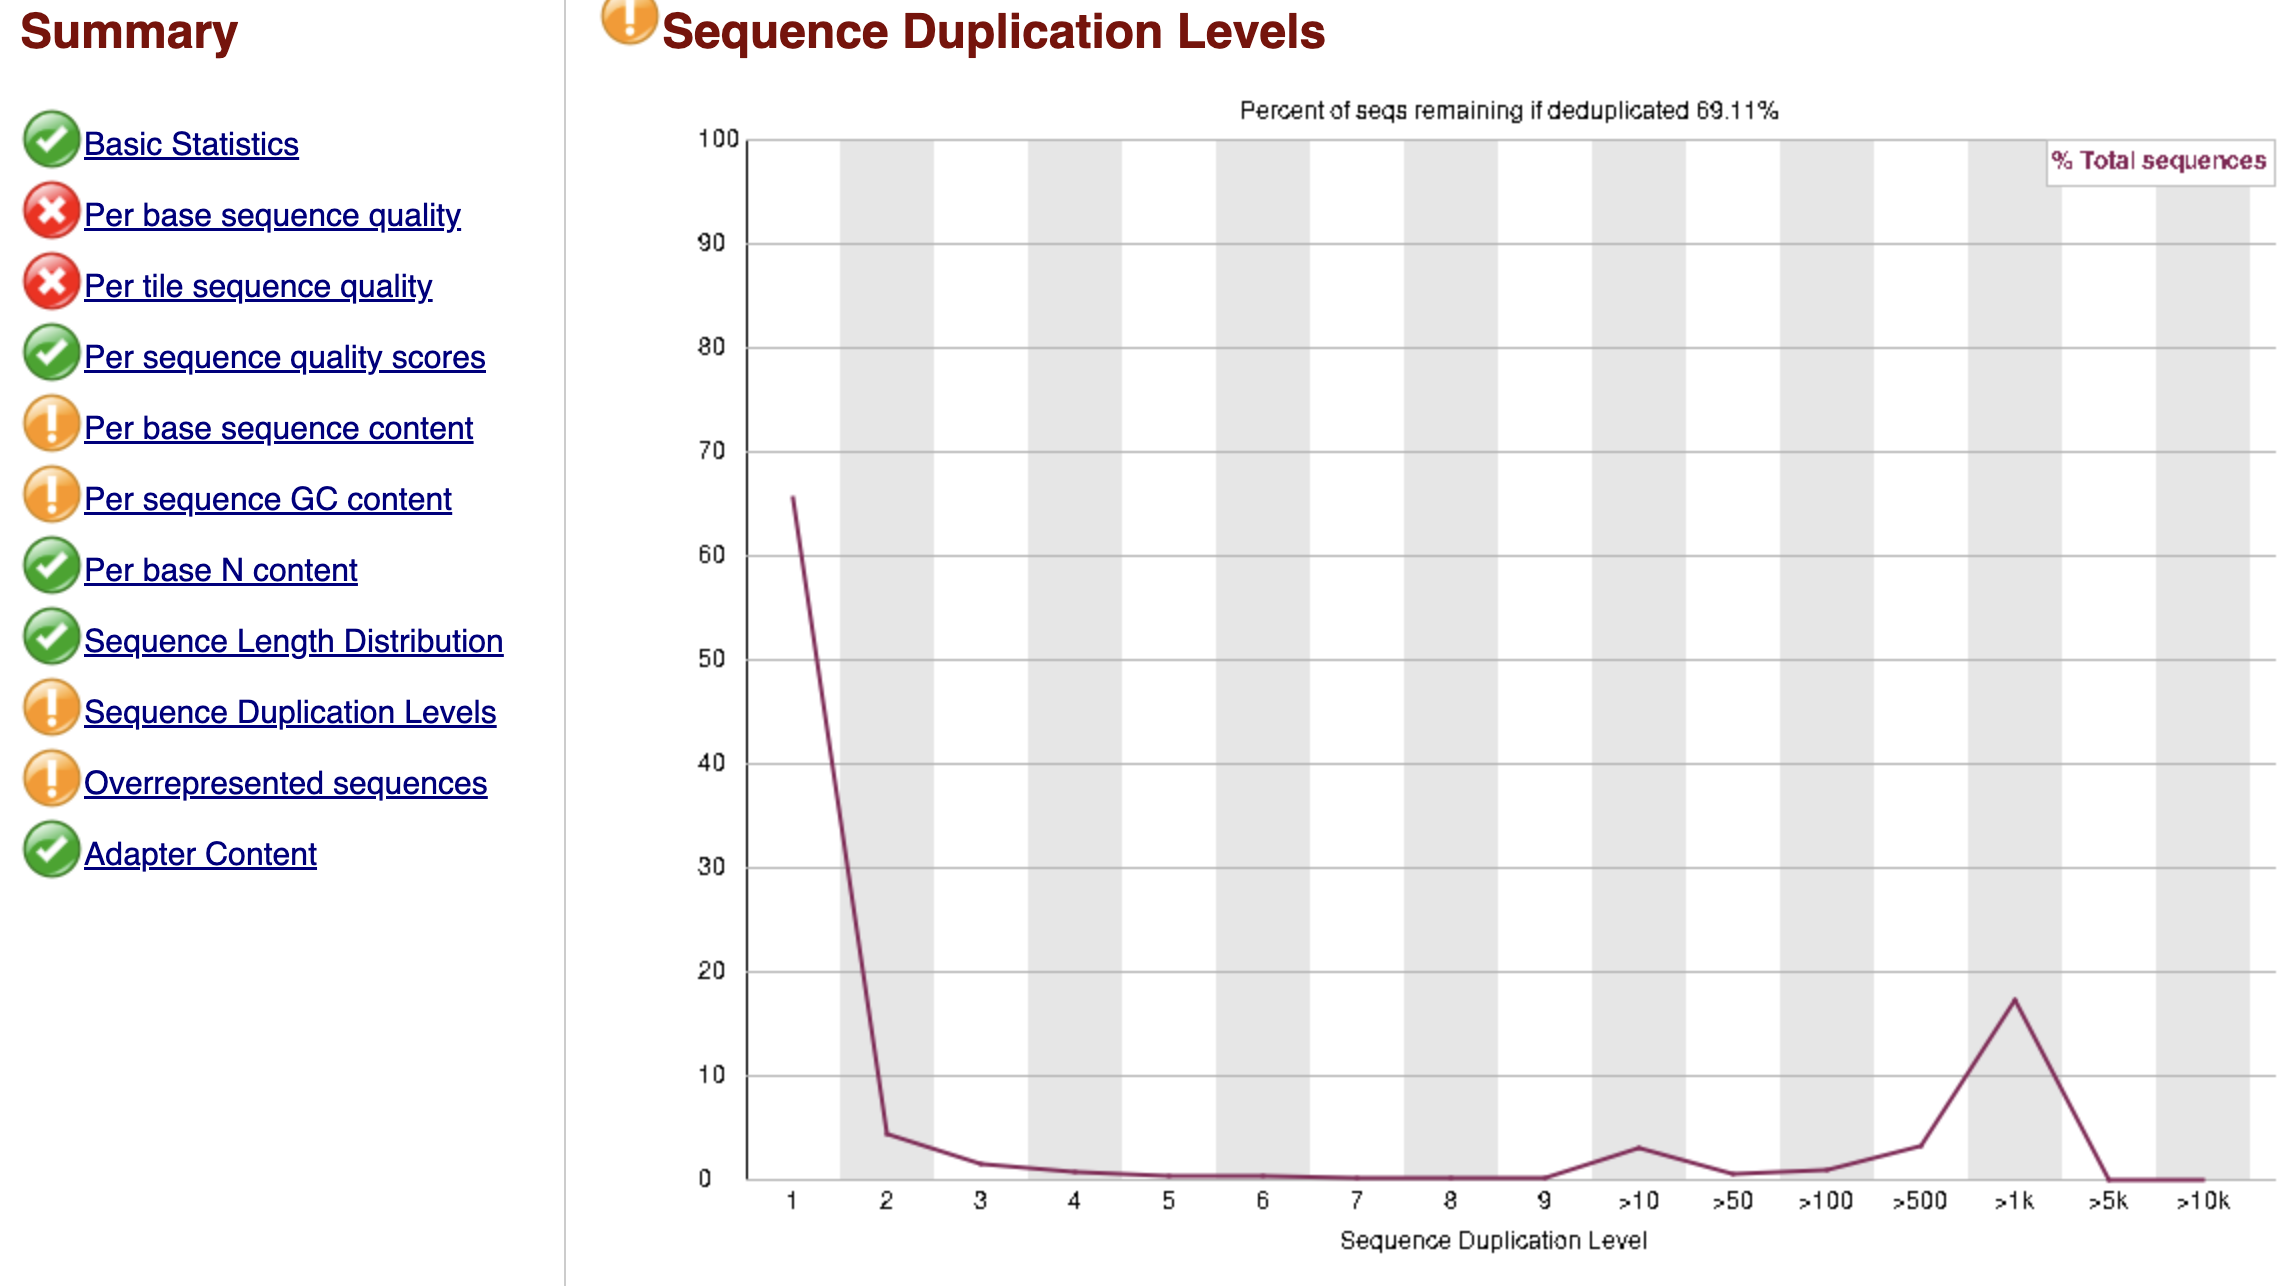 Summary
Basic Statistics
Per base sequence quality
Per tile sequence quality
Per sequence quality scores
Per base sequence content
Per sequence GC content
Per base N content
Sequence Length Distribution
Sequence Duplication Levels
Overrepresented sequences
Adapter Content
Sequence Duplication Levels
Percent of seqs remaining if deduplicated 69.11%
% Total sequences
100
90
80
70
60
50
40
30
20
10
0
1 2 3 4 5 6 7 8 9 >10 >50 >100 >500 >1k >5k >10k
Sequence Duplication Level